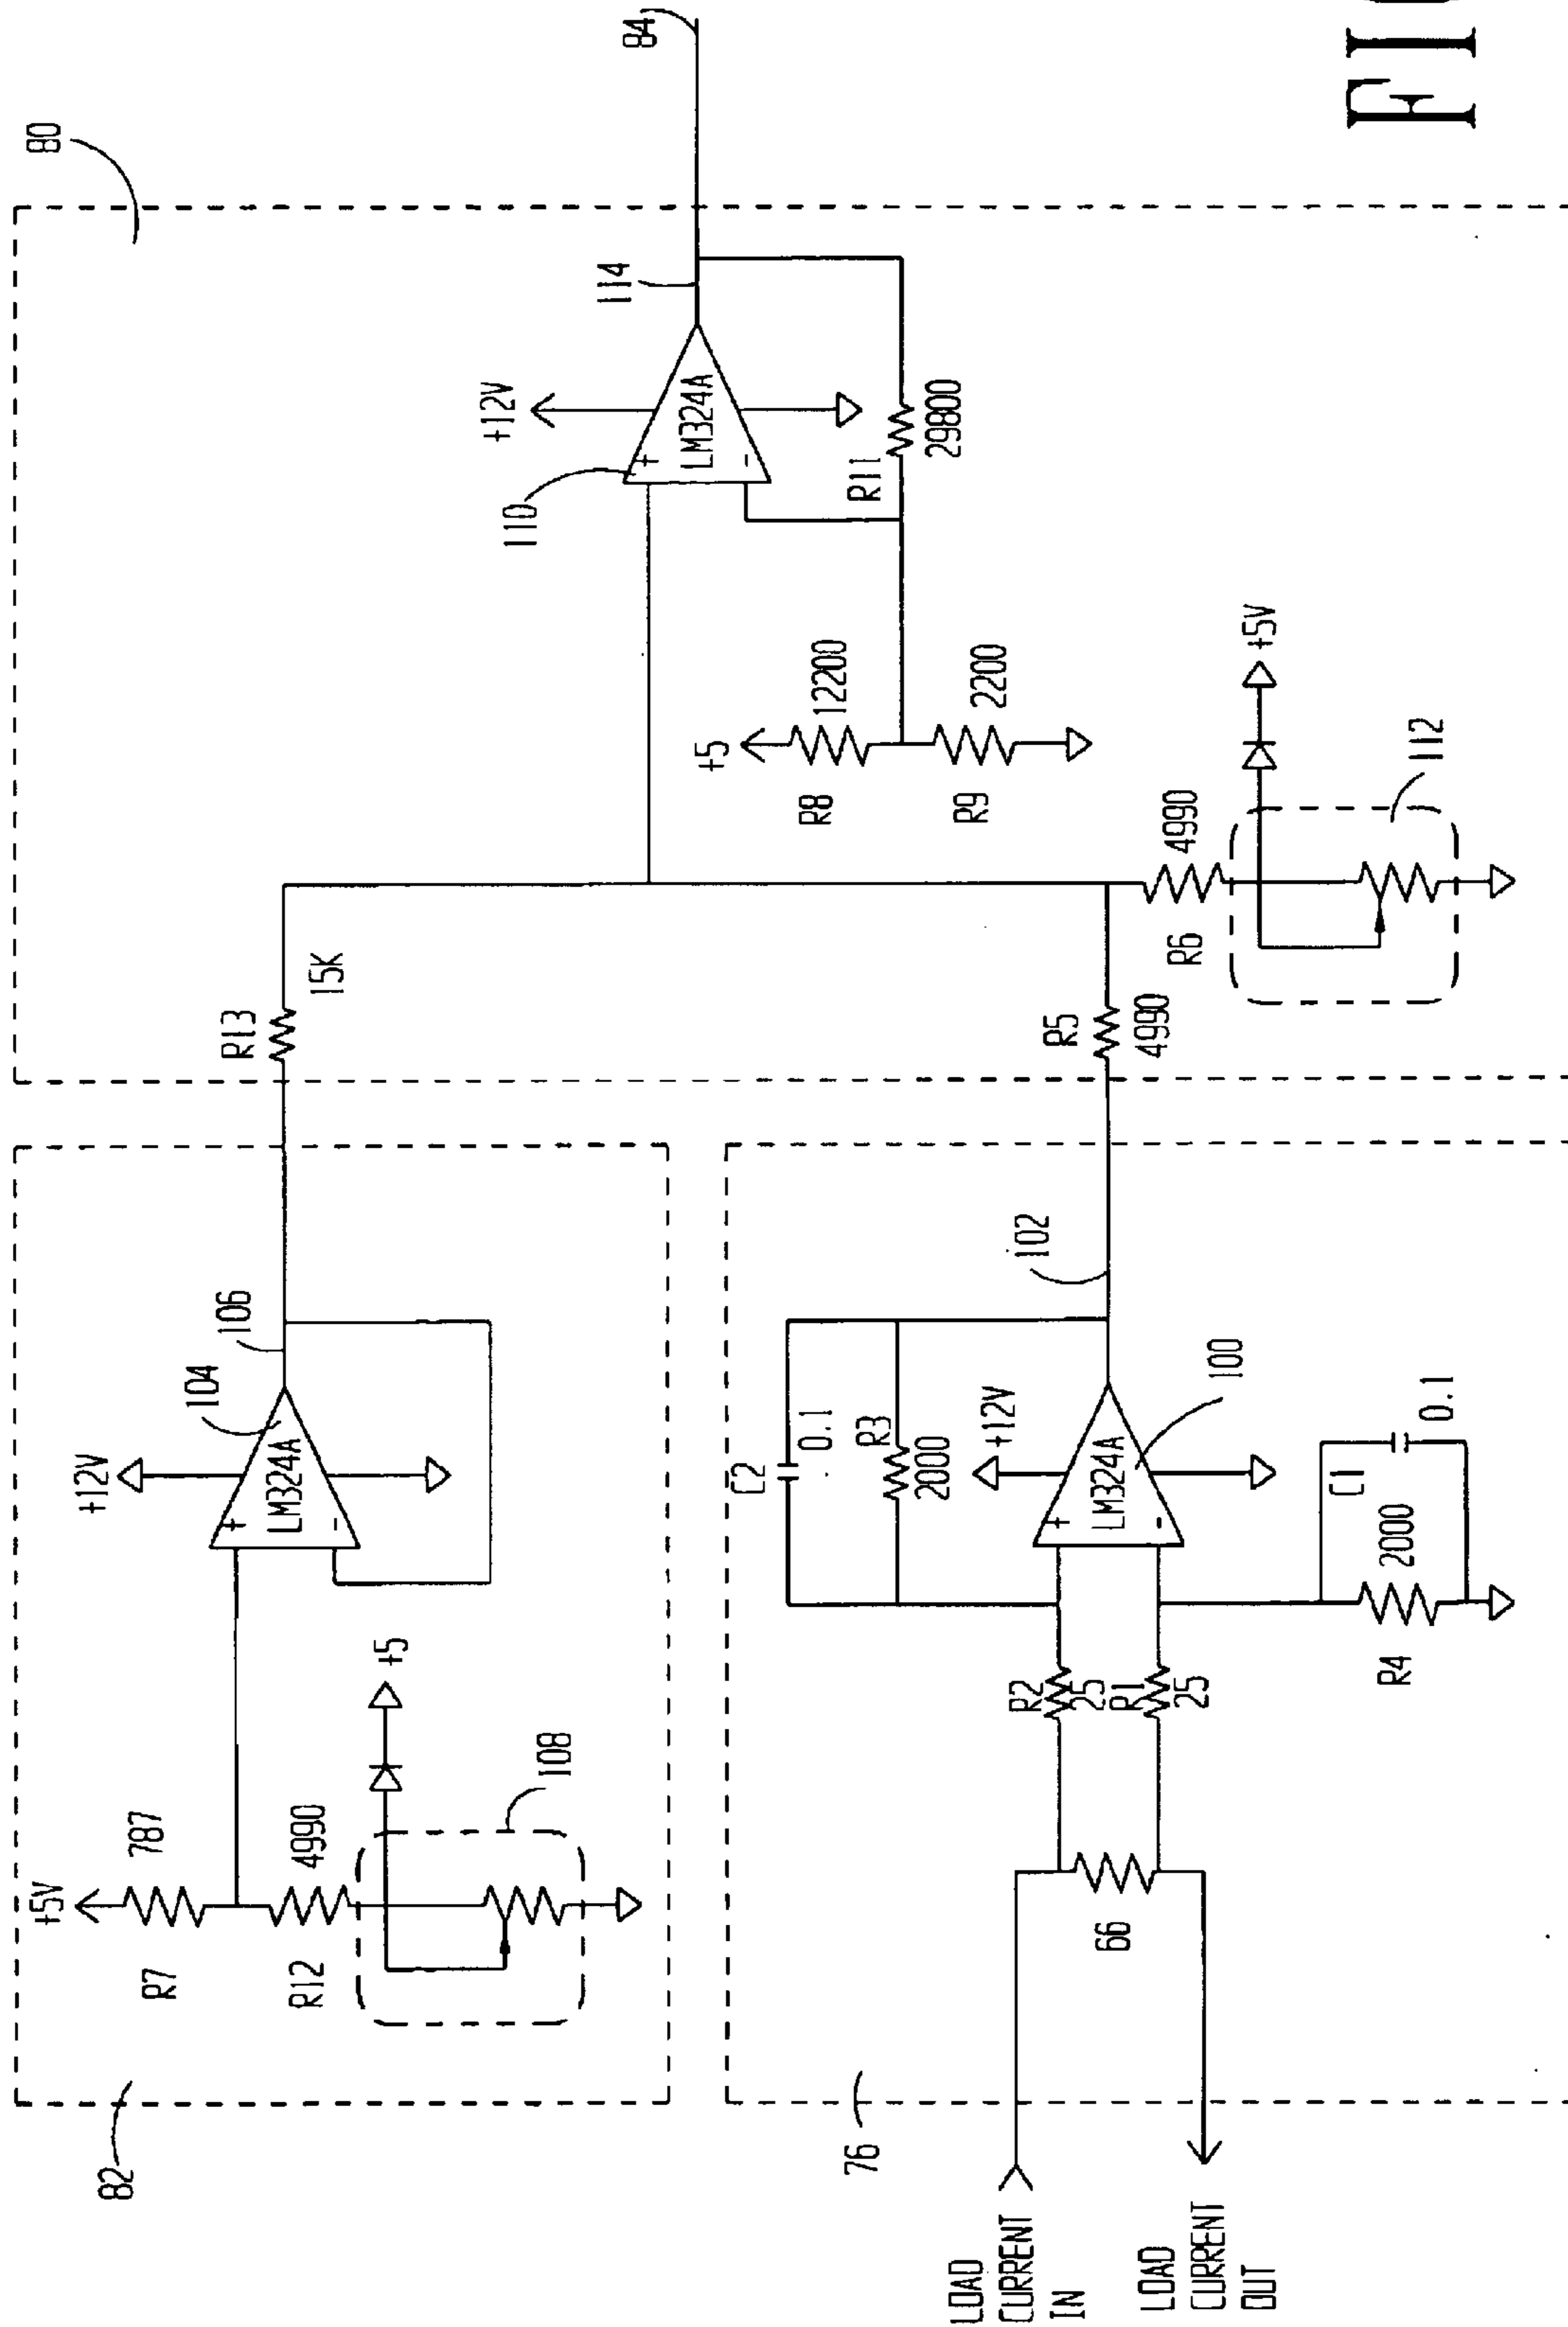 80
84
+12V
114
110
+
LM324A
-
R11
29800
R13
15K
+5
R8
12200
R9
2200
R5
4990
R6
4990
+5V
112
82
+5V
R7
787
R12
4990
+5
108
+12V
104
106
+
LM324A
-
76
LOAD
CURRENT
IN
LOAD
CURRENT
OUT
66
R2
25
R1
25
C2
0.1
R3
2000
+12V
+
LM324A
-
100
102
R4
2000
C1
0.1